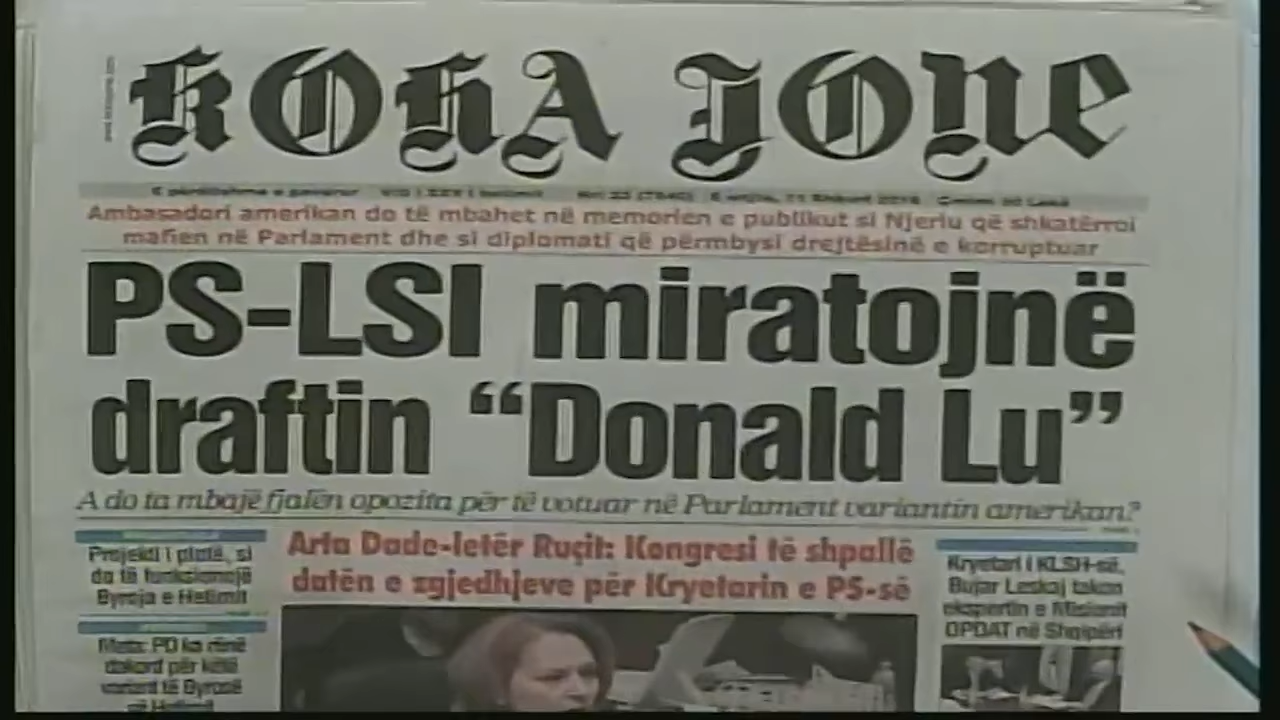 KOHA JONE
Ambasadori amerikan do të mbahet në memorien e publikut si Njeriu që shkatërroi
mafien në Parlament dhe si diplomati që përmbysi drejtësinë e korruptuar
PS-LSI miratojnë
draftin “Donald Lu”
A do ta mbajë fjalën opozita për të votuar në Parlament variantin amerikan?
Projekti i plotë, si
do të funksionojë
Byroja e Hetimit
Meta: PD ka rënë
dakord për këtë
variant të Byrosë
së Hetimit
Arta Dade-letër Ruçit: Kongresi të shpallë
datën e zgjedhjeve për Kryetarin e PS-së
Kryetari i KLSH-së,
Bujar Leskaj takon
ekspertin e Misionit
OPDAT në Shqipëri